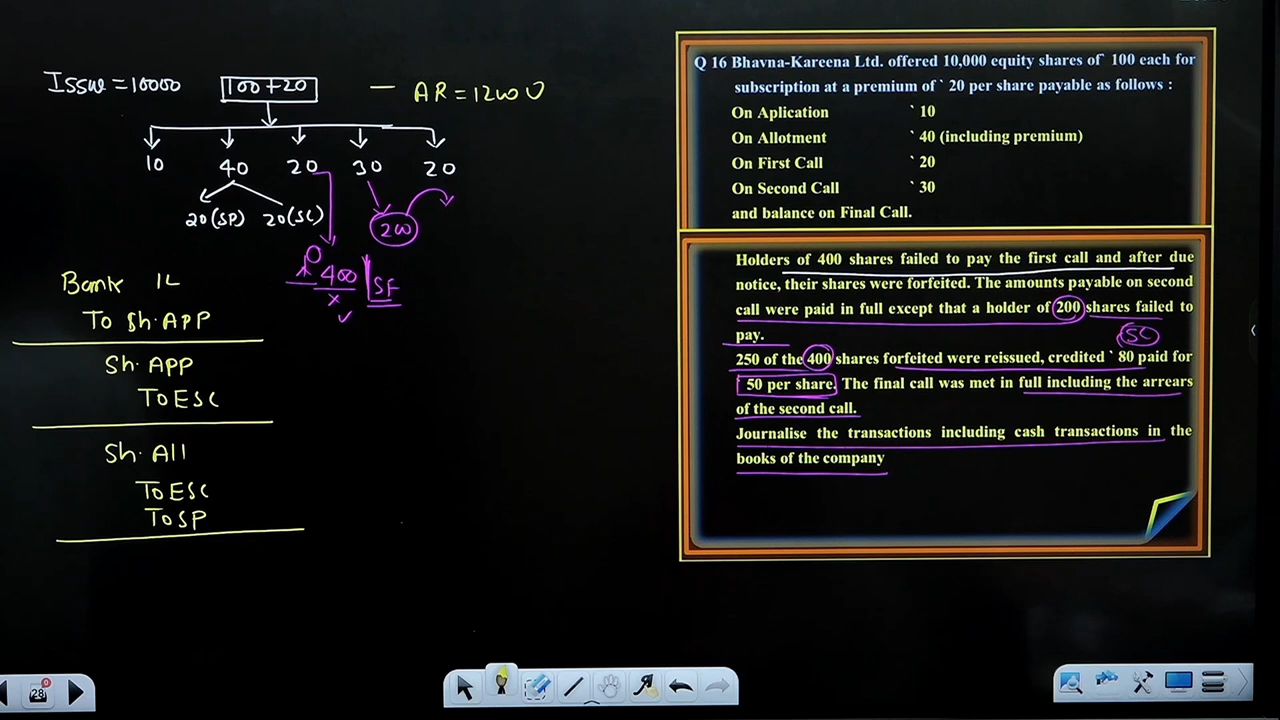 Issue = 10000
100+20
— AR = 12000
10 40 20 30 20
20(SP) 20(SC)
200
400 SF
x
Bank 1L
To Sh. APP
Sh. APP
To ESC
Sh. All
To ESC
To SP
Q 16 Bhavna-Kareena Ltd. offered 10,000 equity shares of ` 100 each for
subscription at a premium of ` 20 per share payable as follows :
On Aplication ` 10
On Allotment ` 40 (including premium)
On First Call ` 20
On Second Call ` 30
and balance on Final Call.
Holders of 400 shares failed to pay the first call and after due
notice, their shares were forfeited. The amounts payable on second
call were paid in full except that a holder of 200 shares failed to
pay.
SC
250 of the 400 shares forfeited were reissued, credited ` 80 paid for
` 50 per share. The final call was met in full including the arrears
of the second call.
Journalise the transactions including cash transactions in the
books of the company
28
0